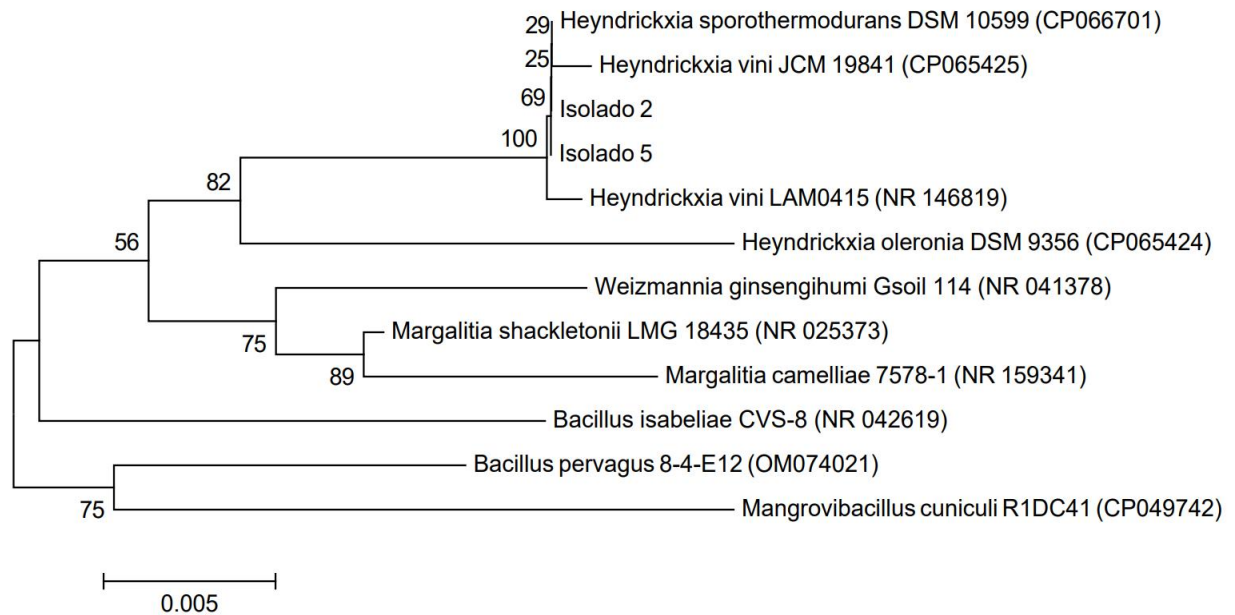 29
Heyndrickxia sporothermodurans DSM 10599 (CP066701)
25
Heyndrickxia vini JCM 19841 (CP065425)
69
Isolado 2
100
Isolado 5
82
Heyndrickxia vini LAM0415 (NR 146819)
56
Heyndrickxia oleronia DSM 9356 (CP065424)
Weizmannia ginsengihumi Gsoil 114 (NR 041378)
75
Margalitia shackletonii LMG 18435 (NR 025373)
89
Margalitia camelliae 7578-1 (NR 159341)
Bacillus isabeliae CVS-8 (NR 042619)
Bacillus pervagus 8-4-E12 (OM074021)
75
Mangrovibacillus cuniculi R1DC41 (CP049742)
0.005